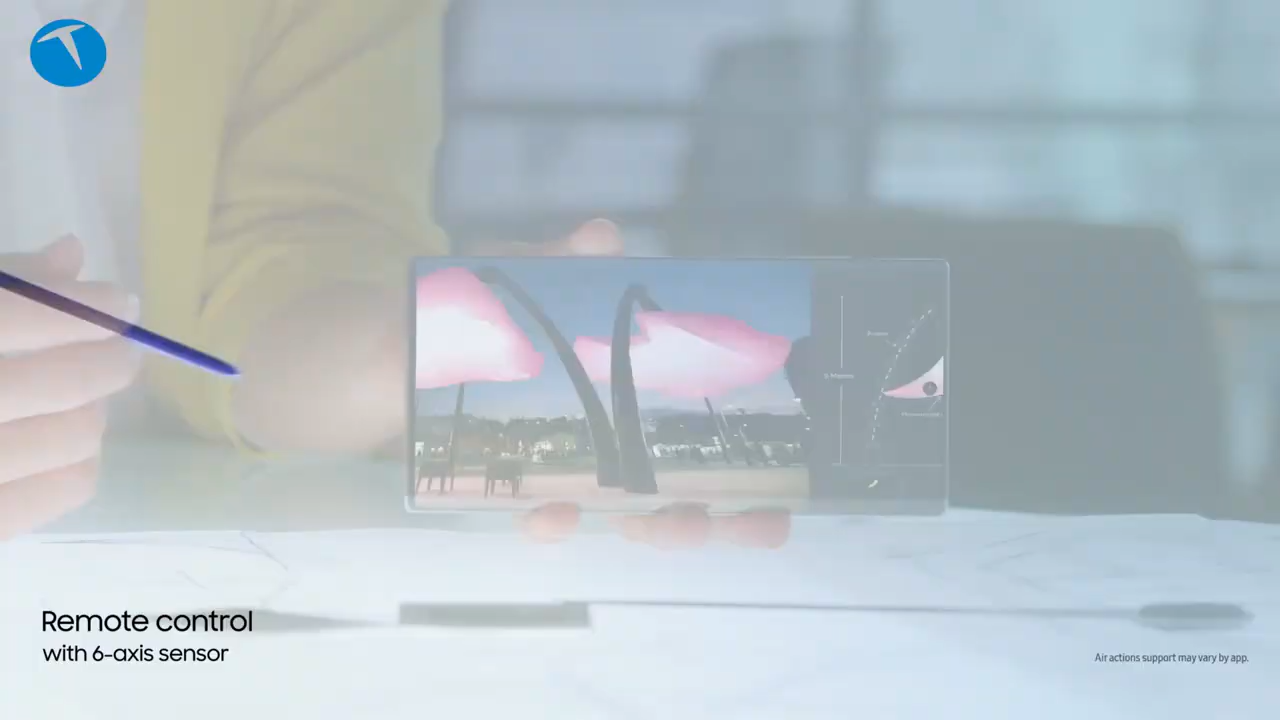 Remote control
with 6-axis sensor
Air actions support may vary by app.